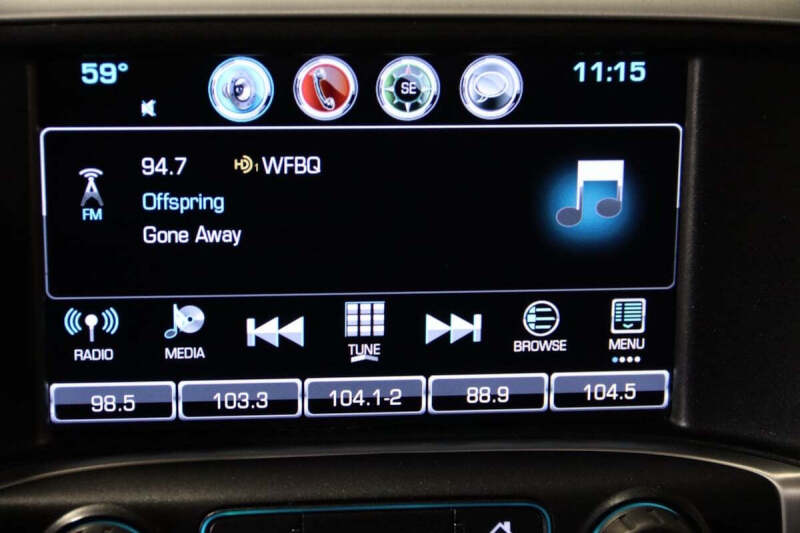 59° SE 11:15
94.7 HD1 WFBQ
FM Offspring
Gone Away
RADIO MEDIA TUNE BROWSE MENU
98.5 103.3 104.1-2 88.9 104.5